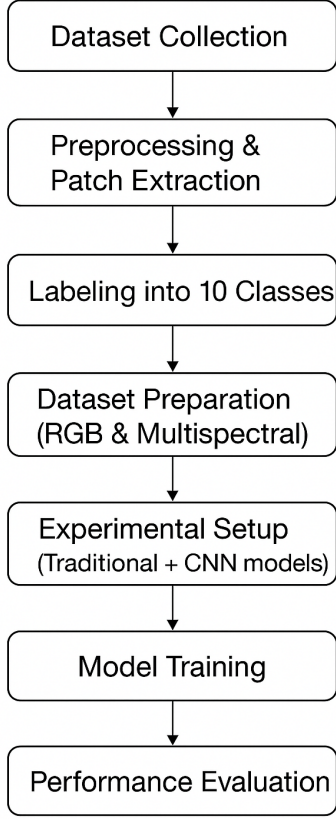 Dataset Collection
Preprocessing &
Patch Extraction
Labeling into 10 Classes
Dataset Preparation
(RGB & Multispectral)
Experimental Setup
(Traditional + CNN models)
Model Training
Performance Evaluation